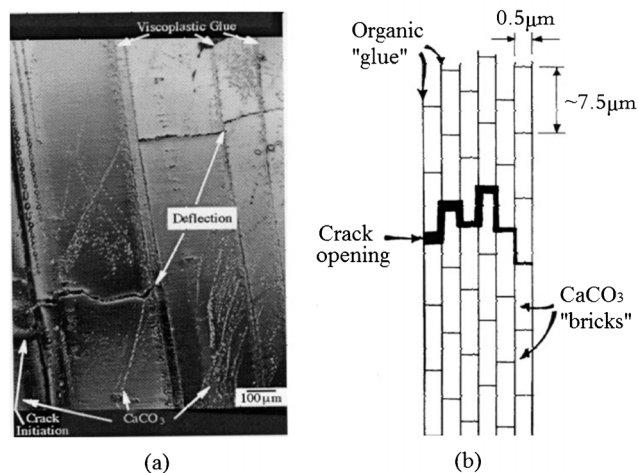 Viscoplastic Glue
Deflection
100μm
Crack
Initiation
CaCO₃
(a)
Organic
"glue"
0.5μm
~7.5μm
Crack
opening
CaCO₃
"bricks"
(b)